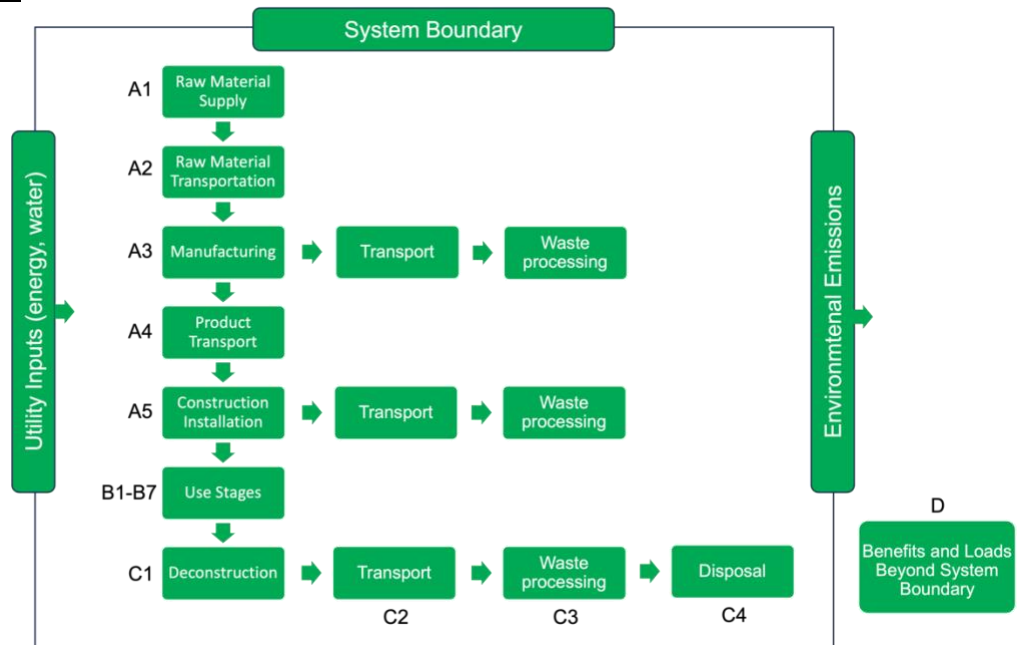 System Boundary
A1
Raw Material
Supply
A2
Raw Material
Transportation
A3
Manufacturing
Transport
Waste
processing
A4
Product
Transport
A5
Construction
Installation
Transport
Waste
processing
B1-B7
Use Stages
C1
Deconstruction
Transport
Waste
processing
Disposal
C2
C3
C4
Utility Inputs (energy, water)
Environmtenal Emissions
D
Benefits and Loads
Beyond System
Boundary